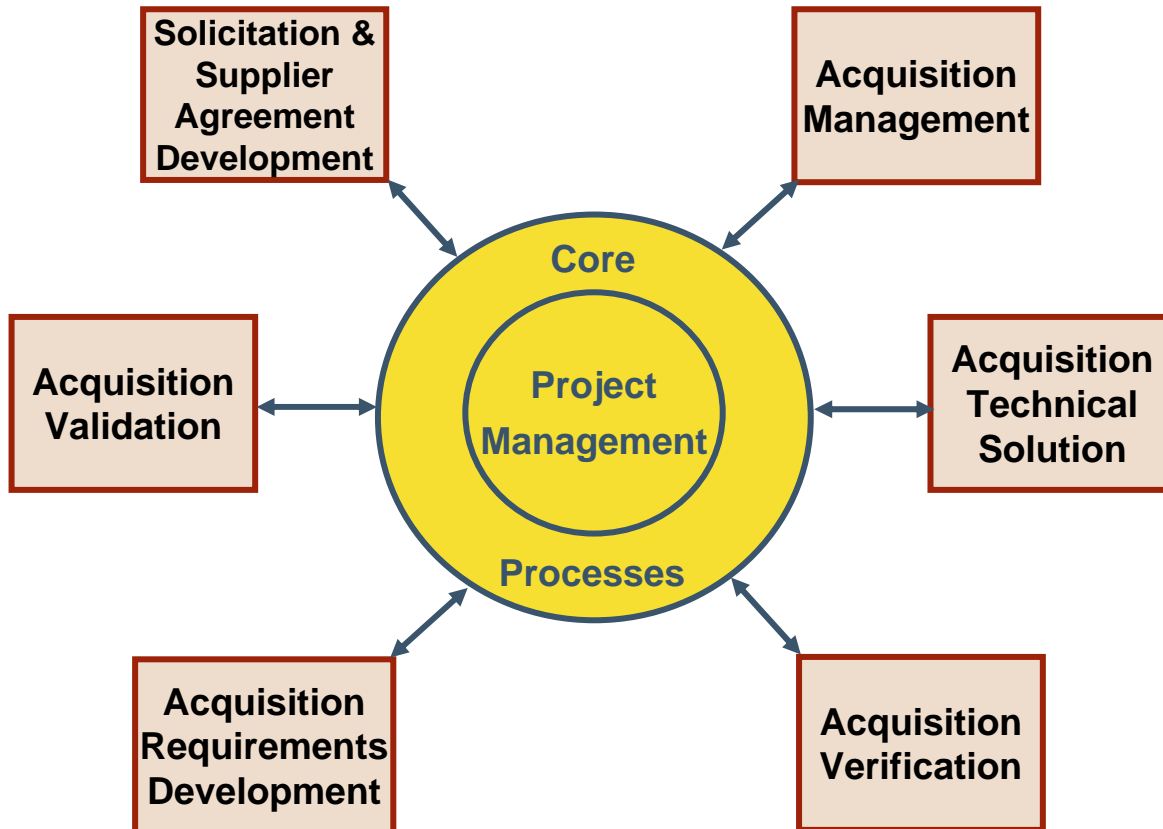 Solicitation &
Supplier
Agreement
Development
Acquisition
Management
Core
Project
Management
Processes
Acquisition
Validation
Acquisition
Technical
Solution
Acquisition
Requirements
Development
Acquisition
Verification